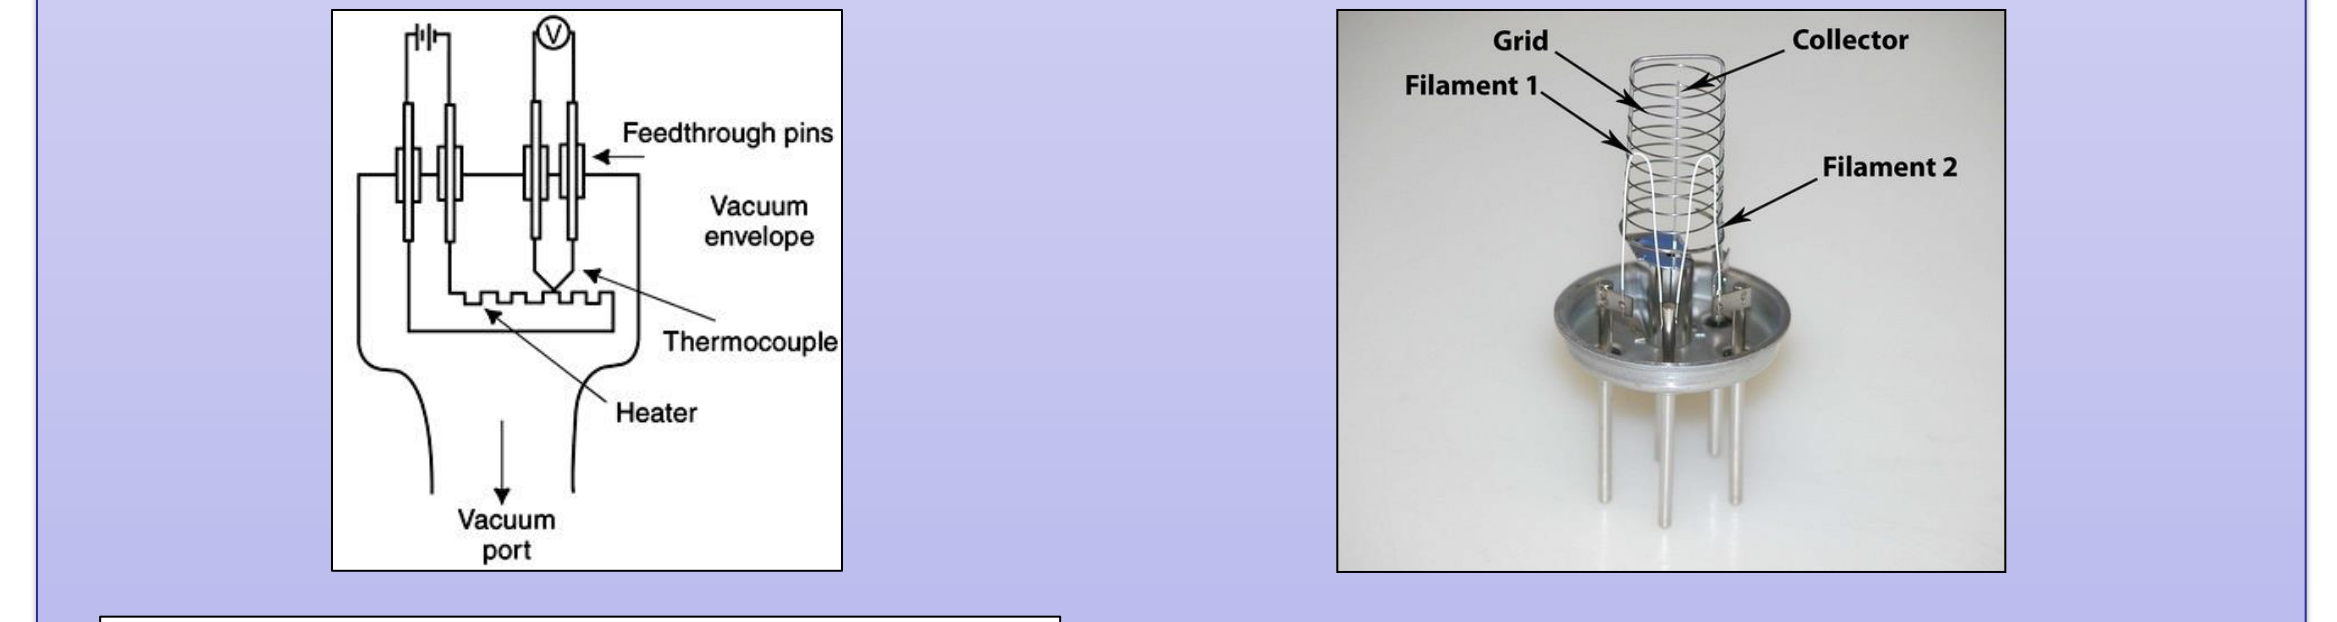 V
Feedthrough pins
Vacuum
envelope
Thermocouple
Heater
Vacuum
port
Grid
Collector
Filament 1
Filament 2